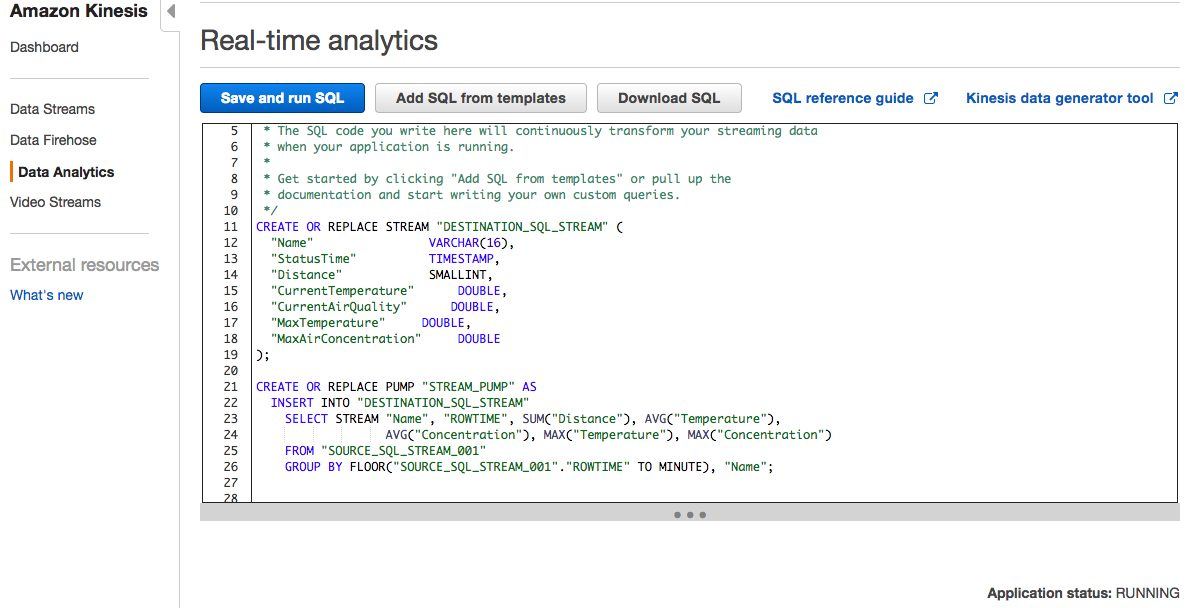 Amazon Kinesis
Dashboard
Data Streams
Data Firehose
Data Analytics
Video Streams
External resources
What's new
Real-time analytics
Save and run SQL
Add SQL from templates
Download SQL
SQL reference guide
Kinesis data generator tool
5 * The SQL code you write here will continuously transform your streaming data
6 * when your application is running.
7 *
8 * Get started by clicking "Add SQL from templates" or pull up the
9 * documentation and start writing your own custom queries.
10 */
11 CREATE OR REPLACE STREAM "DESTINATION_SQL_STREAM" (
12 "Name" VARCHAR(16),
13 "StatusTime" TIMESTAMP,
14 "Distance" SMALLINT,
15 "CurrentTemperature" DOUBLE,
16 "CurrentAirQuality" DOUBLE,
17 "MaxTemperature" DOUBLE,
18 "MaxAirConcentration" DOUBLE
19 );
20
21 CREATE OR REPLACE PUMP "STREAM_PUMP" AS
22 INSERT INTO "DESTINATION_SQL_STREAM"
23 SELECT STREAM "Name", "ROWTIME", SUM("Distance"), AVG("Temperature"),
24 AVG("Concentration"), MAX("Temperature"), MAX("Concentration")
25 FROM "SOURCE_SQL_STREAM_001"
26 GROUP BY FLOOR("SOURCE_SQL_STREAM_001"."ROWTIME" TO MINUTE), "Name";
27
28
Application status: RUNNING